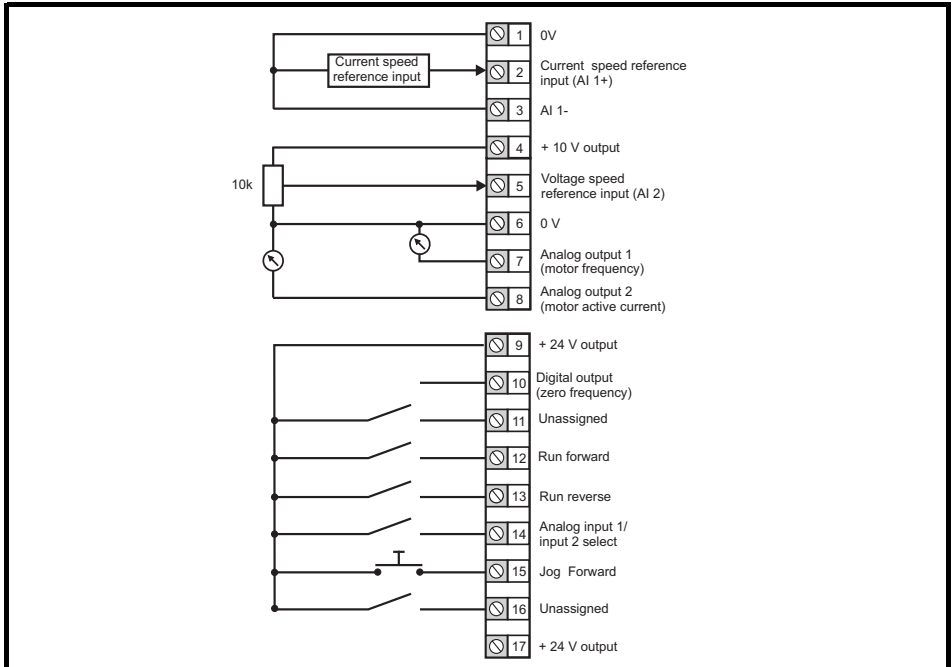 1 0V
Current speed
reference input
2 Current speed reference
input (AI 1+)
3 AI 1-
4 + 10 V output
10k
5 Voltage speed
reference input (AI 2)
6 0 V
7 Analog output 1
(motor frequency)
8 Analog output 2
(motor active current)
9 + 24 V output
10 Digital output
(zero frequency)
11 Unassigned
12 Run forward
13 Run reverse
14 Analog input 1/
input 2 select
15 Jog Forward
16 Unassigned
17 + 24 V output